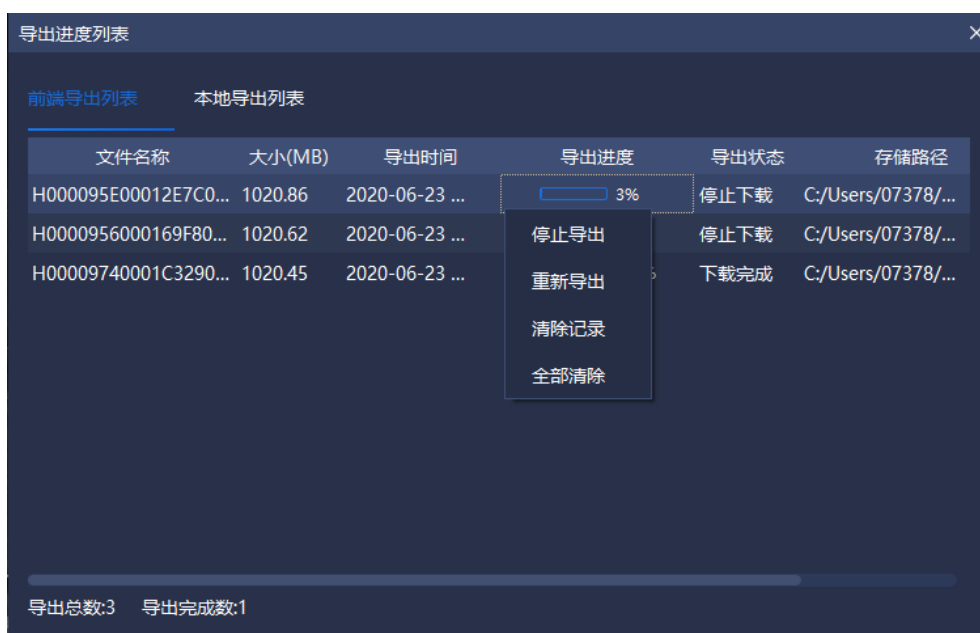 导出进度列表
前端导出列表 本地导出列表
文件名称 大小(MB) 导出时间 导出进度 导出状态 存储路径
H000095E00012E7C0... 1020.86 2020-06-23 ... 3% 停止下载 C:/Users/07378/...
H0000956000169F80... 1020.62 2020-06-23 ... 停止下载 C:/Users/07378/...
H00009740001C3290... 1020.45 2020-06-23 ... % 下载完成 C:/Users/07378/...
停止导出
重新导出
清除记录
全部清除
导出总数:3 导出完成数:1